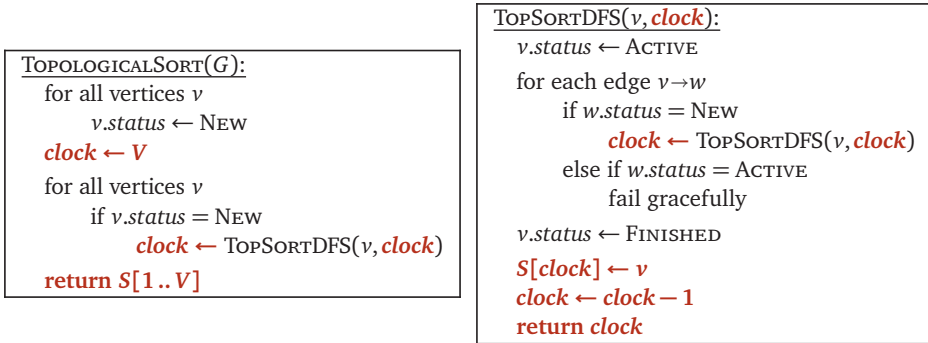 TOPOLOGICALSORT(G):
for all vertices v
v.status ← NEW
clock ← V
for all vertices v
if v.status = NEW
clock ← TOPSORTDFS(v, clock)
return S[1 .. V]
TOPSORTDFS(v, clock):
v.status ← ACTIVE
for each edge v→w
if w.status = NEW
clock ← TOPSORTDFS(v, clock)
else if w.status = ACTIVE
fail gracefully
v.status ← FINISHED
S[clock] ← v
clock ← clock − 1
return clock